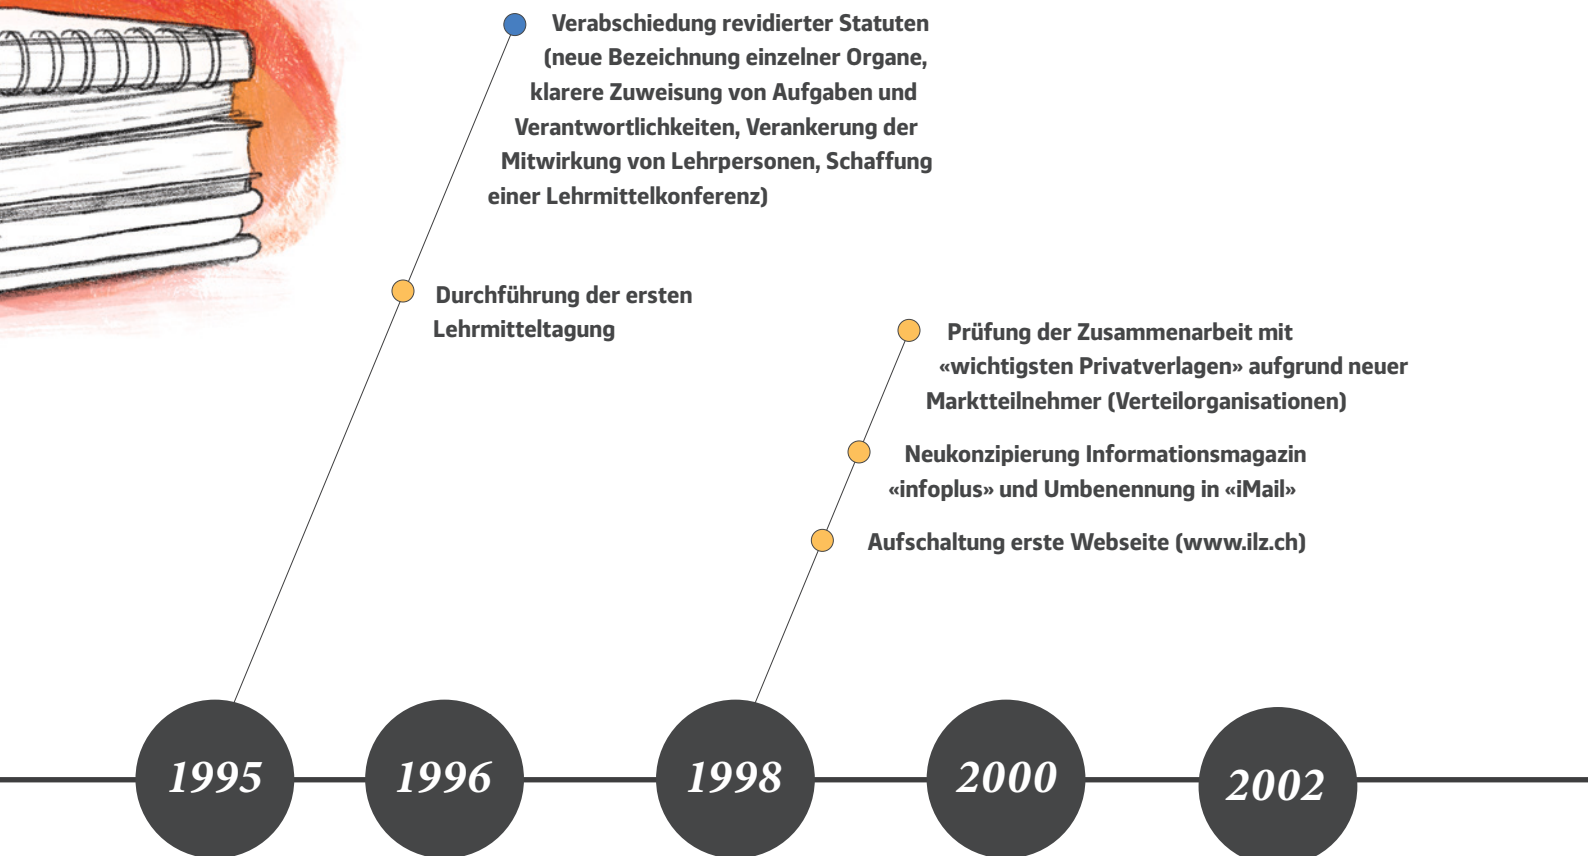 Verabschiedung revidierter Statuten
(neue Bezeichnung einzelner Organe,
klarere Zuweisung von Aufgaben und
Verantwortlichkeiten, Verankerung der
Mitwirkung von Lehrpersonen, Schaffung
einer Lehrmittelkonferenz)
Durchführung der ersten
Lehrmitteltagung
Prüfung der Zusammenarbeit mit
«wichtigsten Privatverlagen» aufgrund neuer
Marktteilnehmer (Verteilorganisationen)
Neukonzipierung Informationsmagazin
«infoplus» und Umbenennung in «iMail»
Aufschaltung erste Webseite (www.ilz.ch)
1995
1996
1998
2000
2002